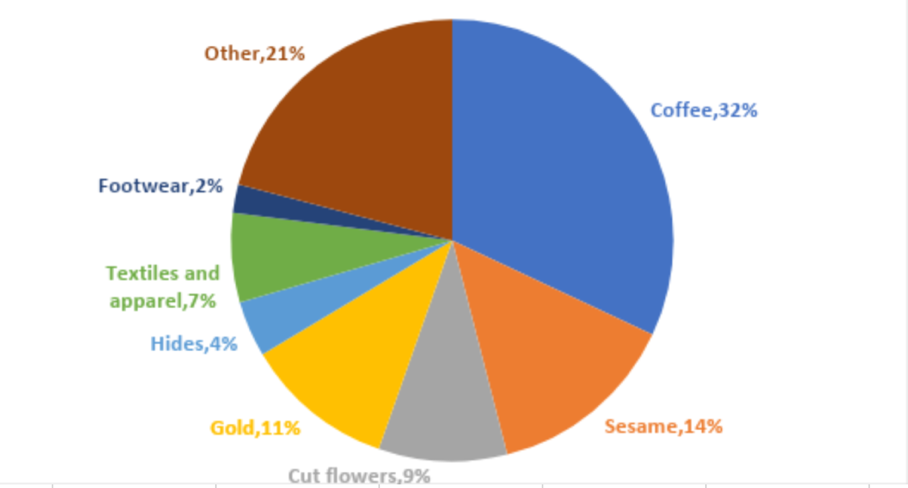 Other,21%
Coffee,32%
Footwear,2%
Textiles and
apparel,7%
Hides,4%
Gold,11%
Sesame,14%
Cut flowers,9%